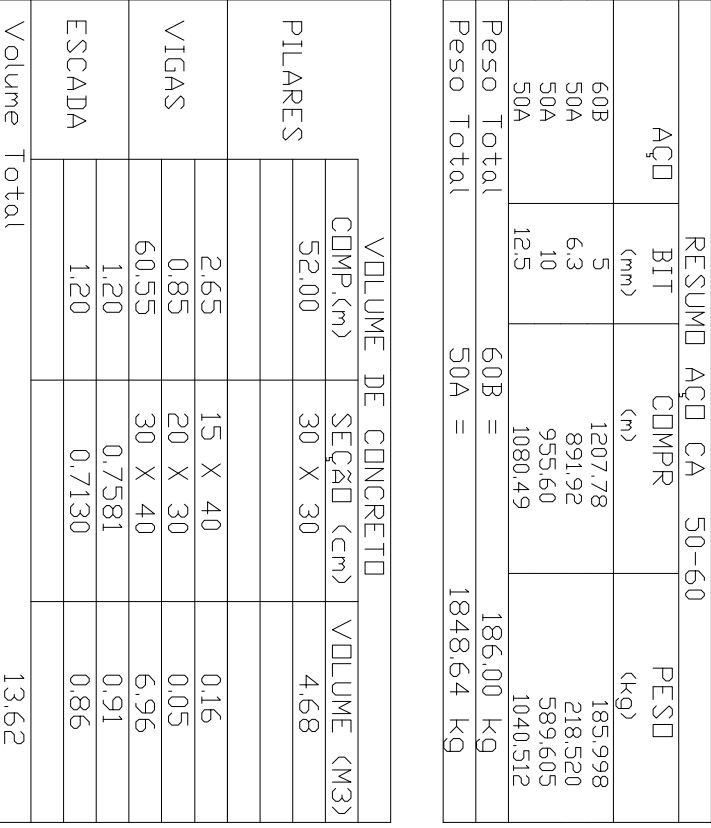 RESUMO AÇO CA 50-60
AÇO BIT COMPR PESO
(mm) (m) (kg)
60B 5 1207.78 185.998
50A 6.3 891.92 218.520
50A 10 955.60 589.605
50A 12.5 1080.49 1040.512
Peso Total 60B = 186.00 kg
Peso Total 50A = 1848.64 kg
VOLUME DE CONCRETO
COMP.(m) SEÇÃO (cm) VOLUME (M3)
PILARES 52.00 30 X 30 4.68
VIGAS 2.65 15 X 40 0.16
0.85 20 X 30 0.05
60.55 30 X 40 6.96
ESCADA 1.20 0.7581 0.91
1.20 0.7130 0.86
Volume Total 13.62